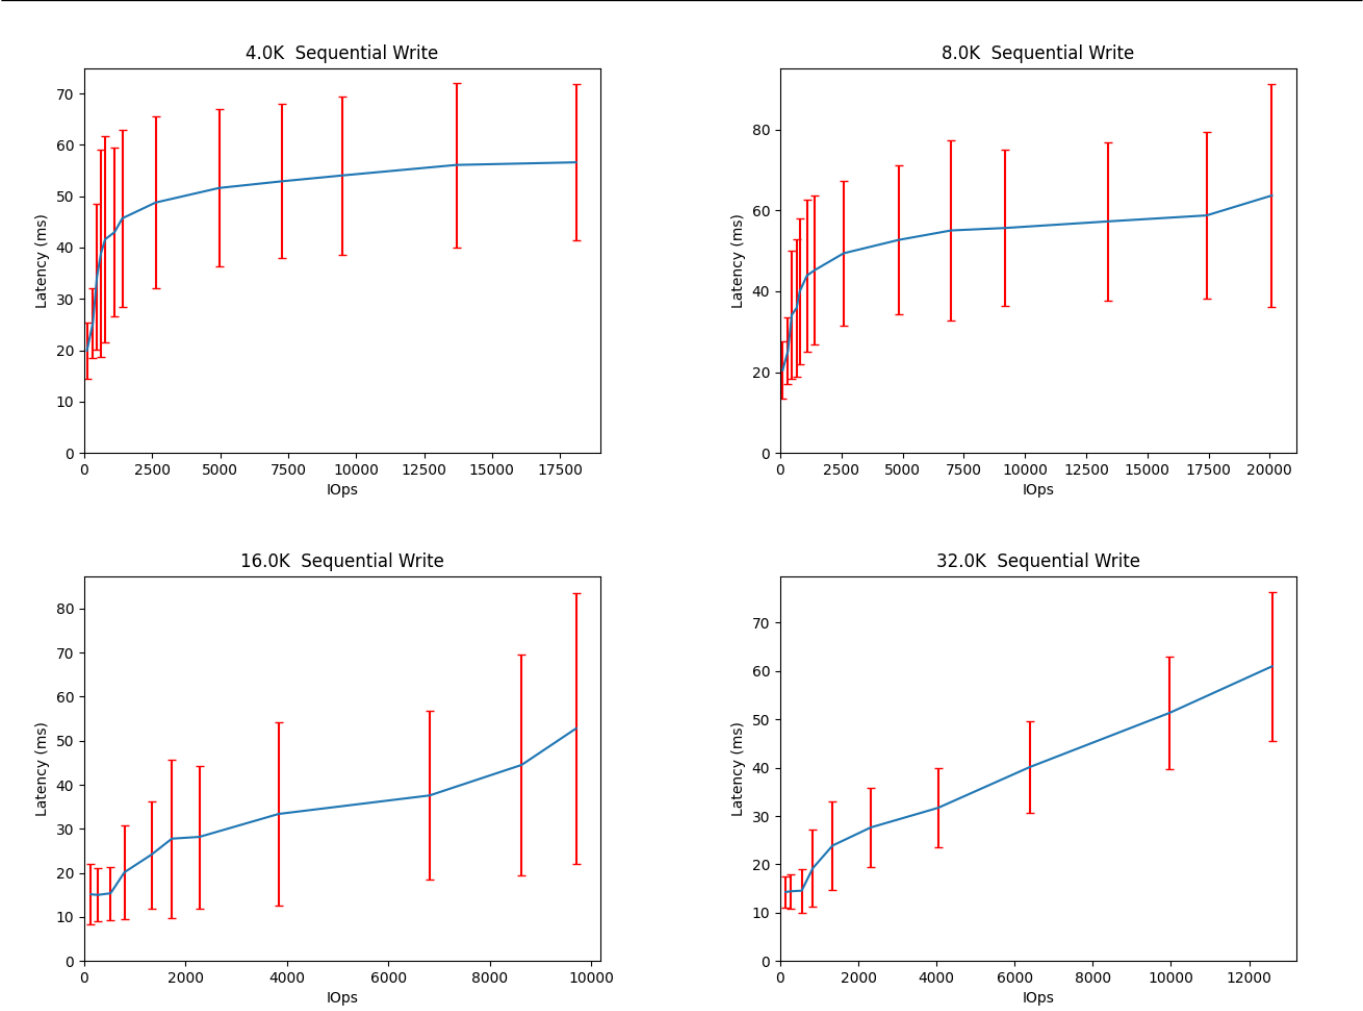 4.0K  Sequential Write
Latency (ms)
70
60
50
40
30
20
10
0
0 2500 5000 7500 10000 12500 15000 17500
IOps
8.0K  Sequential Write
Latency (ms)
80
60
40
20
0
0 2500 5000 7500 10000 12500 15000 17500 20000
IOps
16.0K  Sequential Write
Latency (ms)
80
70
60
50
40
30
20
10
0
0 2000 4000 6000 8000 10000
IOps
32.0K  Sequential Write
Latency (ms)
70
60
50
40
30
20
10
0
0 2000 4000 6000 8000 10000 12000
IOps